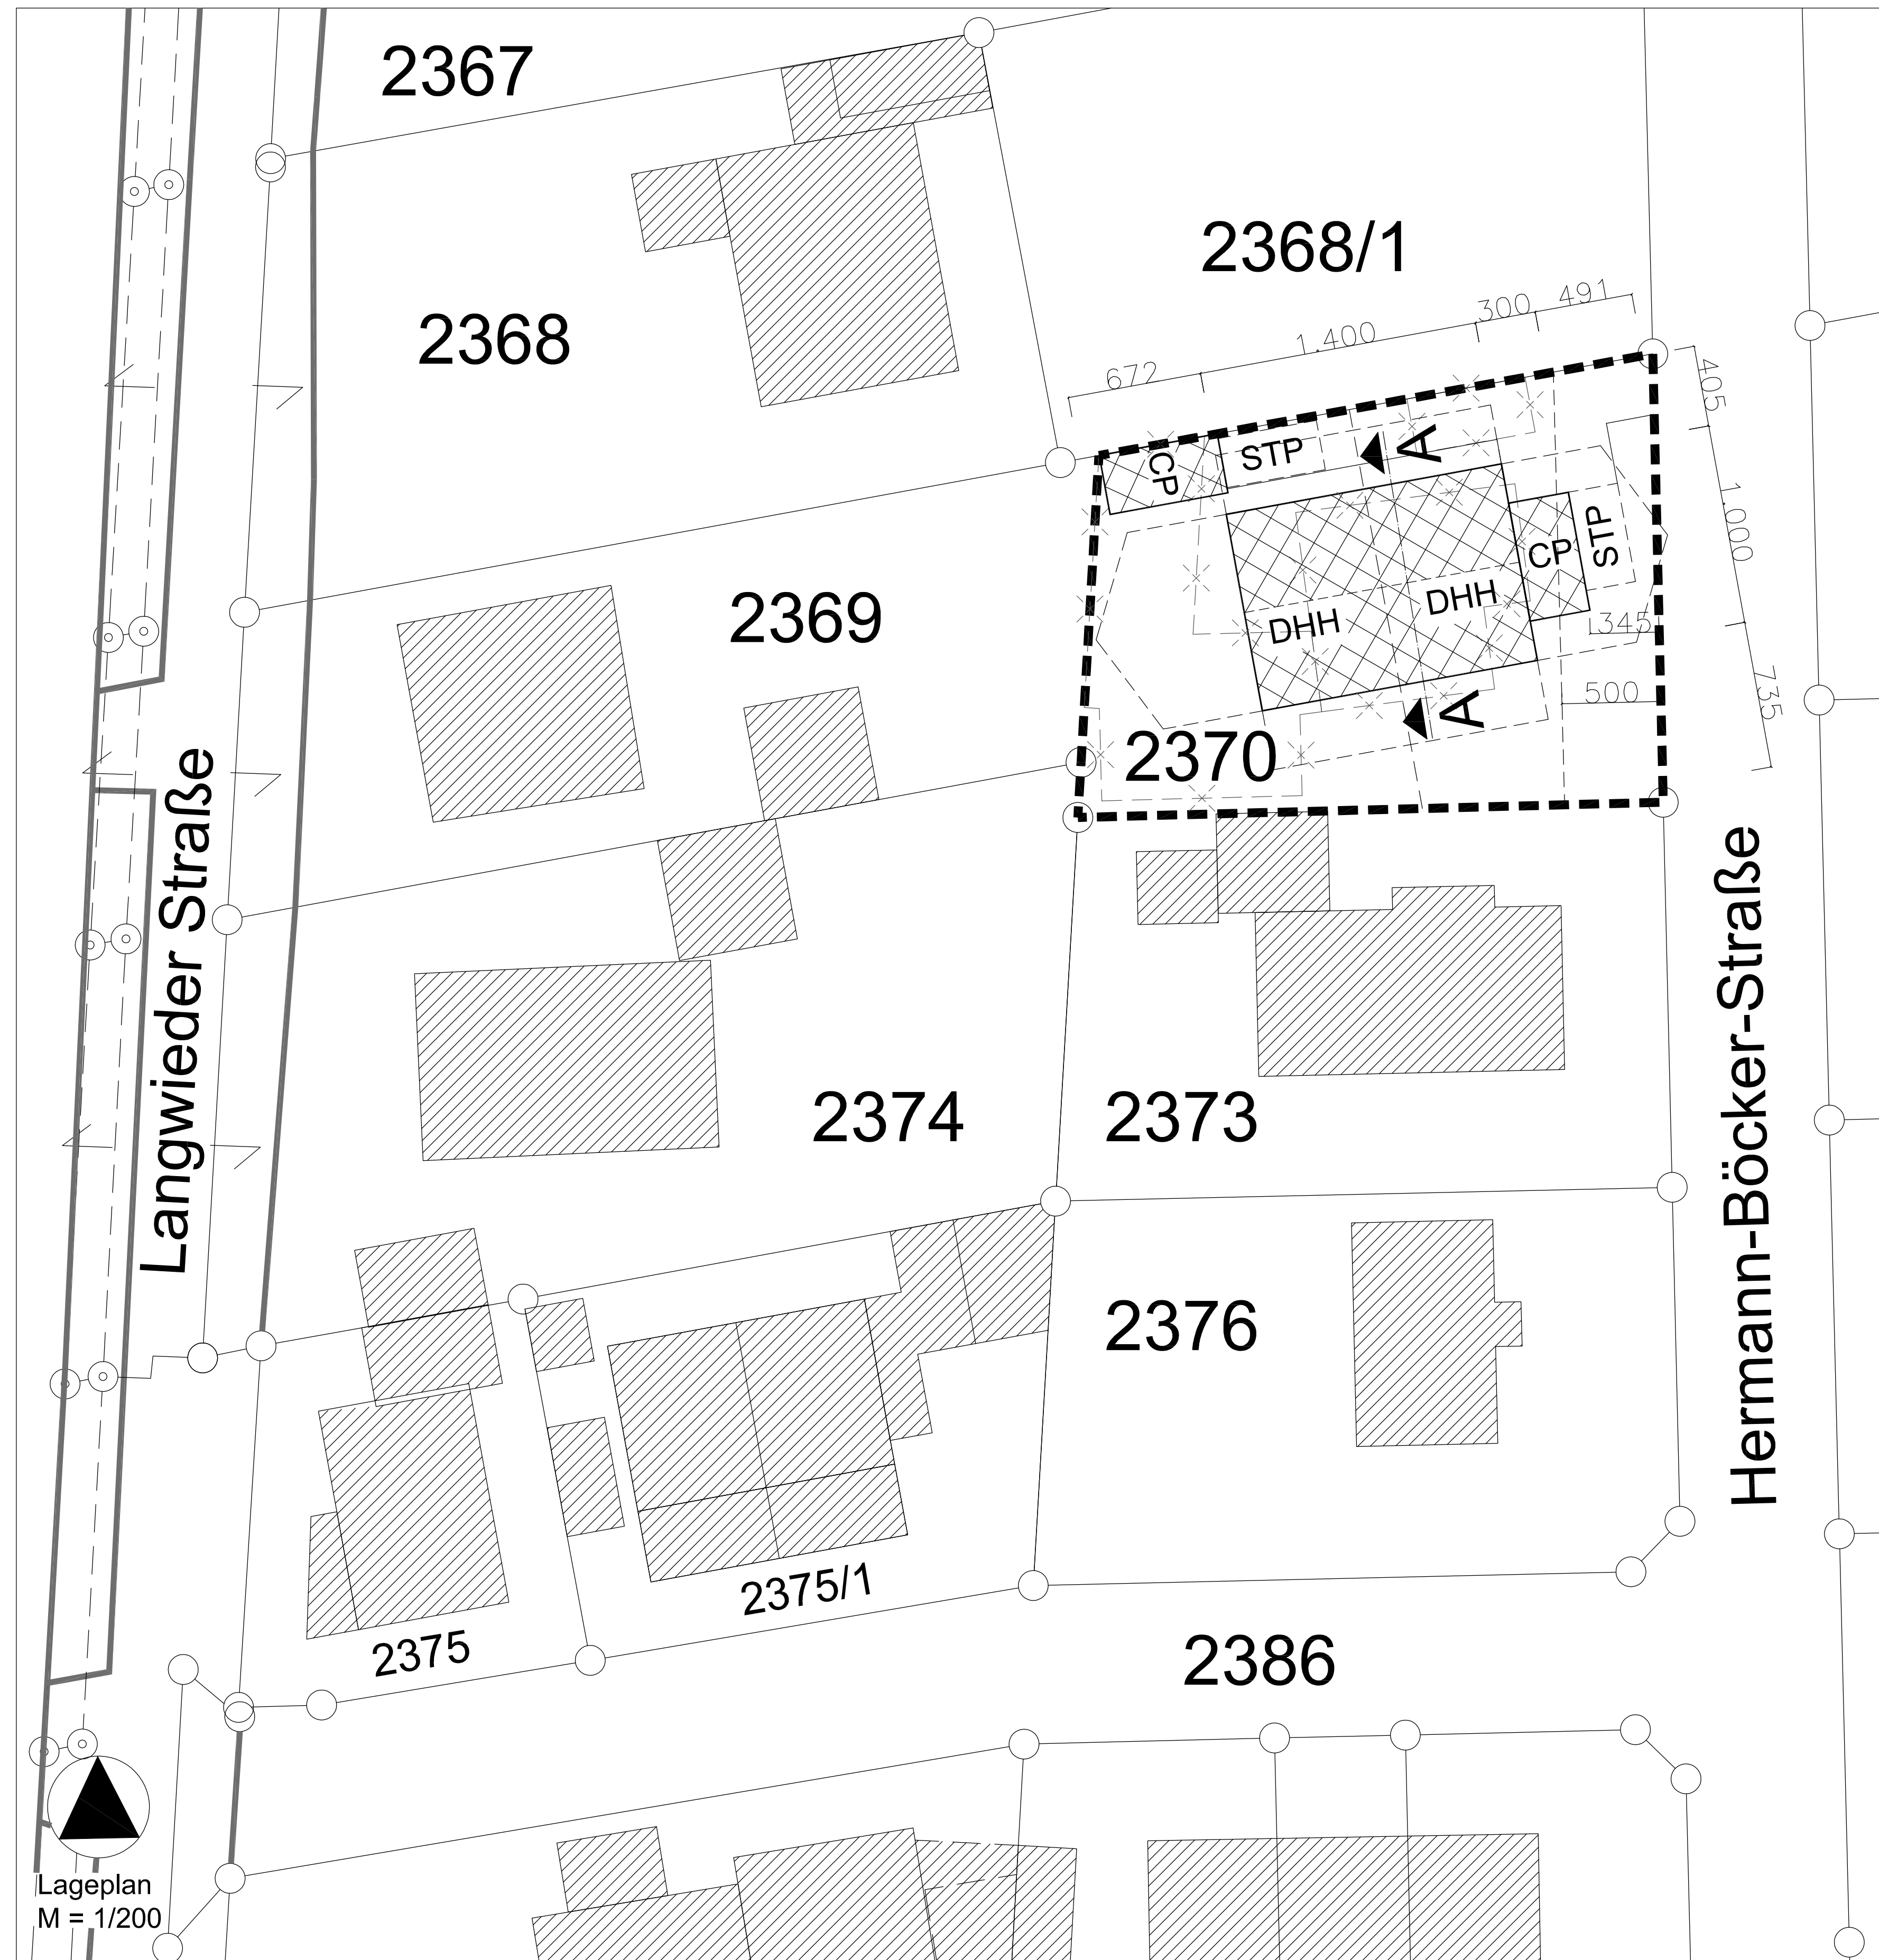 2367
2368/1
2368
491
300
1.400
672
405
CP
STP
A
1.000
STP
CP
DHH
DHH
345
2369
500
735
A
2370
Langwieder Straße
Hermann-Böcker-Straße
2374
2373
2376
2375/1
2375
2386
Lageplan
M = 1/200